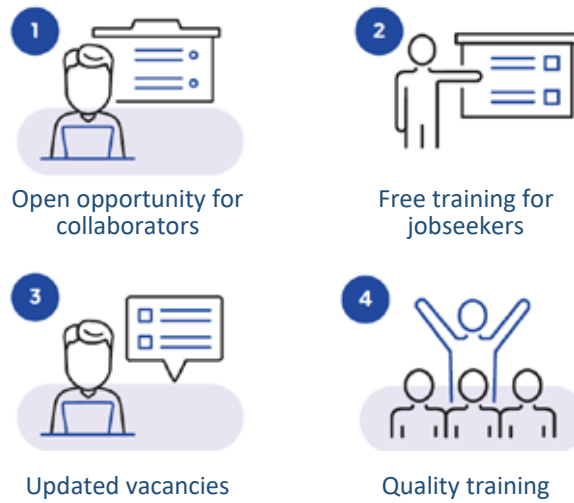 1
Open opportunity for
collaborators
2
Free training for
jobseekers
3
Updated vacancies
4
Quality training